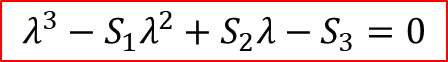 𝜆³ − 𝑆₁𝜆² + 𝑆₂𝜆 − 𝑆₃ = 0